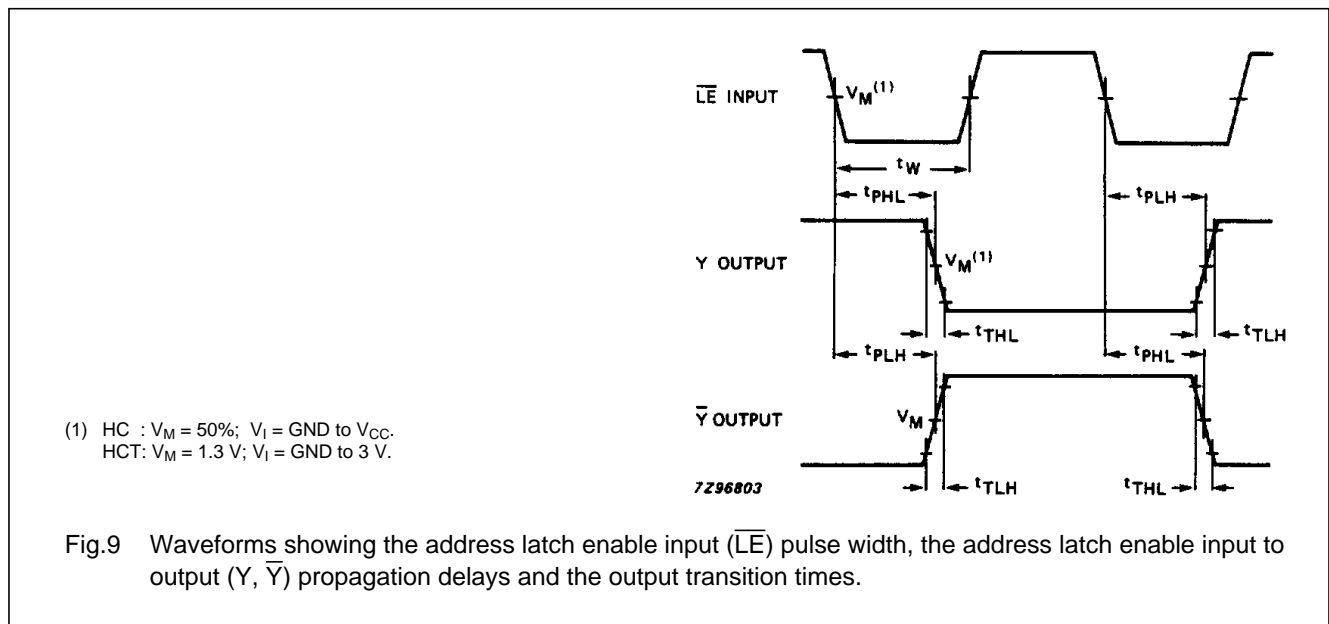 L̅E̅ INPUT
VM(1)
tW
tPHL
tPLH
Y OUTPUT
VM(1)
tTHL
tTLH
tPLH
tPHL
Y̅ OUTPUT
VM
tTLH
tTHL
7Z96803
(1) HC : VM = 50%; VI = GND to VCC.
HCT: VM = 1.3 V; VI = GND to 3 V.
Fig.9 Waveforms showing the address latch enable input (L̅E̅) pulse width, the address latch enable input to
output (Y, Y̅) propagation delays and the output transition times.